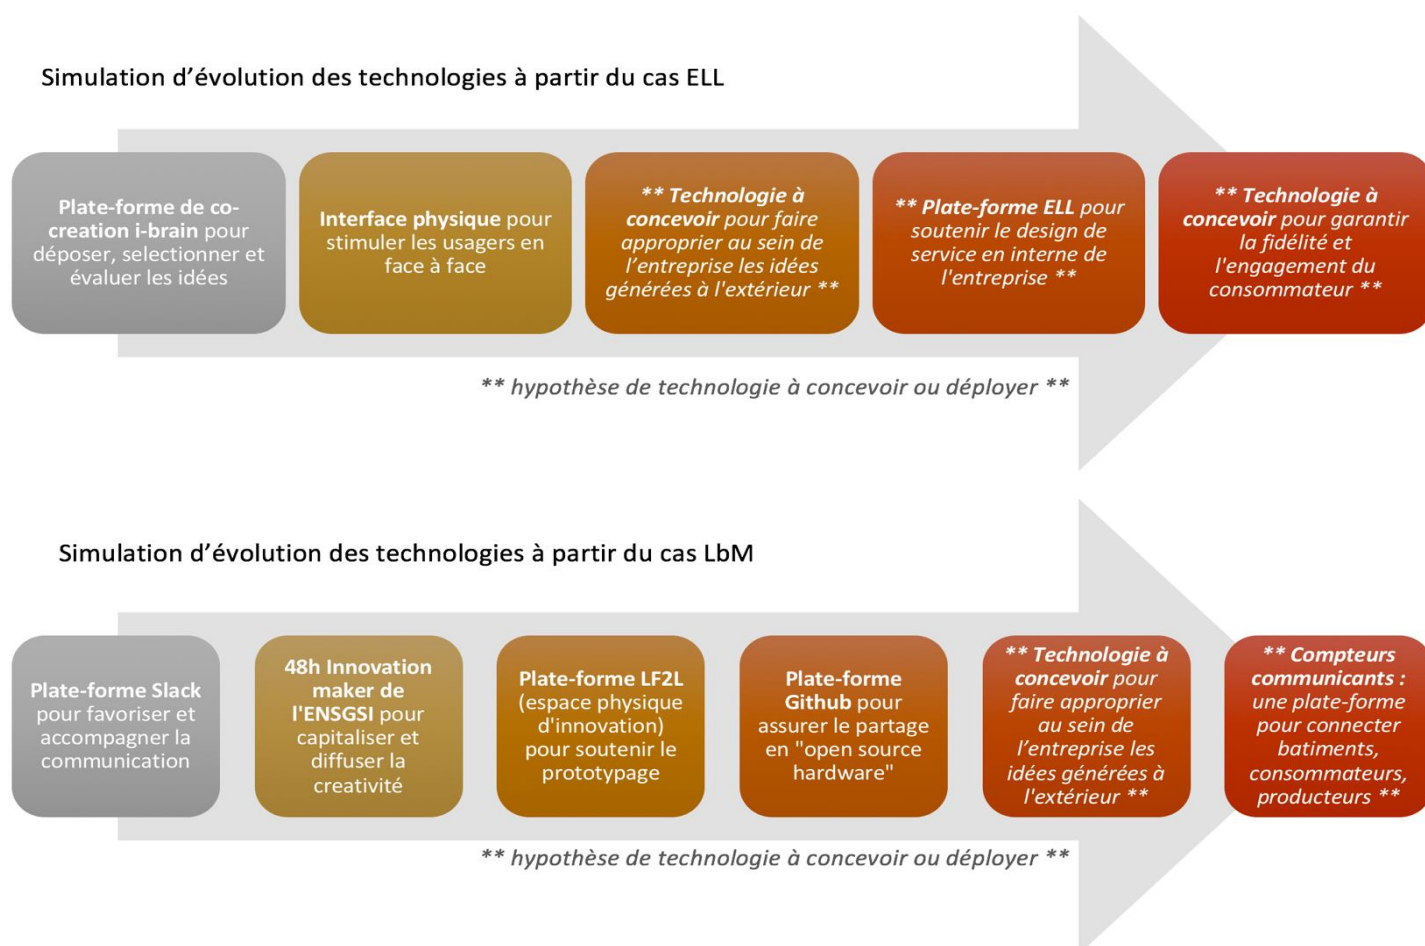 Simulation d’évolution des technologies à partir du cas ELL
Plate-forme de co-
creation i-brain pour
déposer, selectionner et
évaluer les idées
Interface physique pour
stimuler les usagers en
face à face
** Technologie à
concevoir pour faire
approprier au sein de
l’entreprise les idées
générées à l'extérieur **
** Plate-forme ELL pour
soutenir le design de
service en interne de
l'entreprise **
** Technologie à
concevoir pour garantir
la fidélité et
l'engagement du
consommateur **
** hypothèse de technologie à concevoir ou déployer **
Simulation d’évolution des technologies à partir du cas LbM
Plate-forme Slack
pour favoriser et
accompagner la
communication
48h Innovation
maker de
l'ENSGSI pour
capitaliser et
diffuser la
creativité
Plate-forme LF2L
(espace physique
d'innovation)
pour soutenir le
prototypage
Plate-forme
Github pour
assurer le partage
en "open source
hardware"
** Technologie à
concevoir pour
faire approprier
au sein de
l’entreprise les
idées générées à
l'extérieur **
** Compteurs
communicants :
une plate-forme
pour connecter
batiments,
consommateurs,
producteurs **
** hypothèse de technologie à concevoir ou déployer **